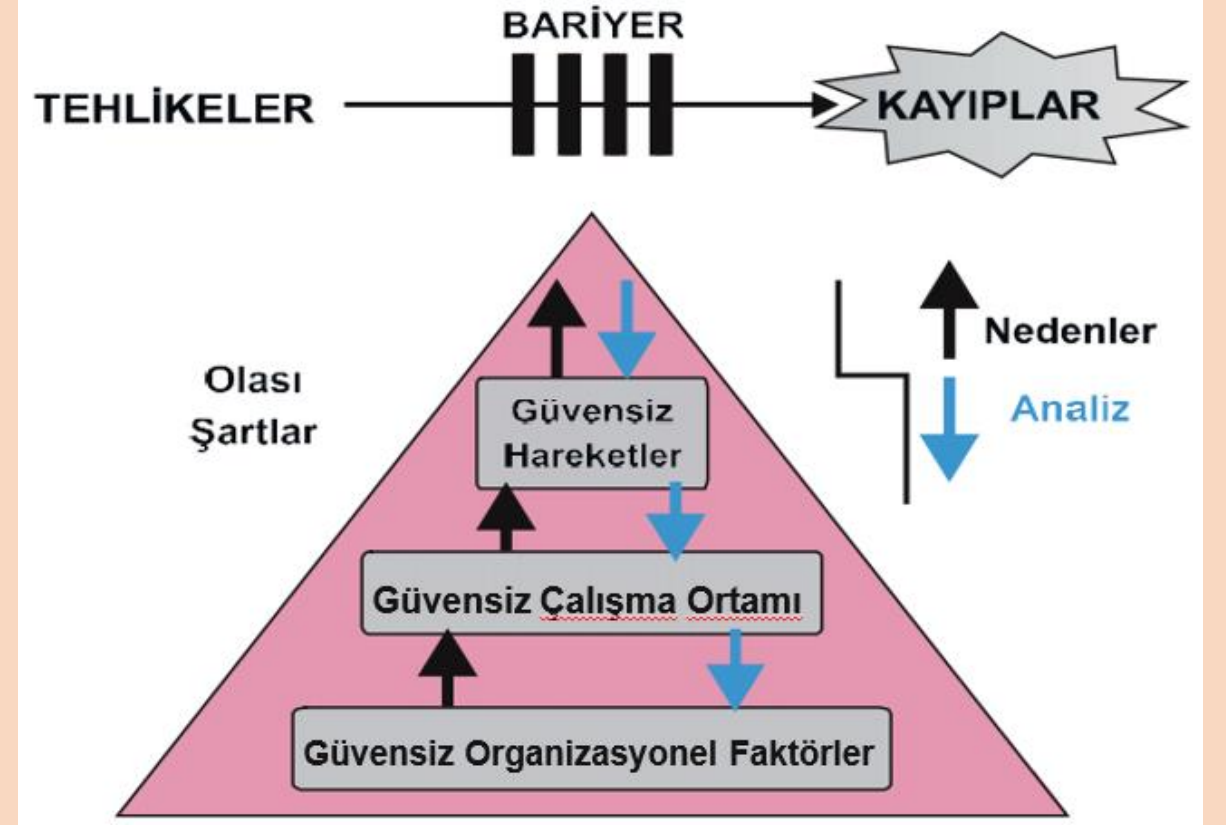 BARİYER
TEHLİKELER
KAYIPLAR
Nedenler
Analiz
Olası
Şartlar
Güvensiz
Hareketler
Güvensiz Çalışma Ortamı
Güvensiz Organizasyonel Faktörler